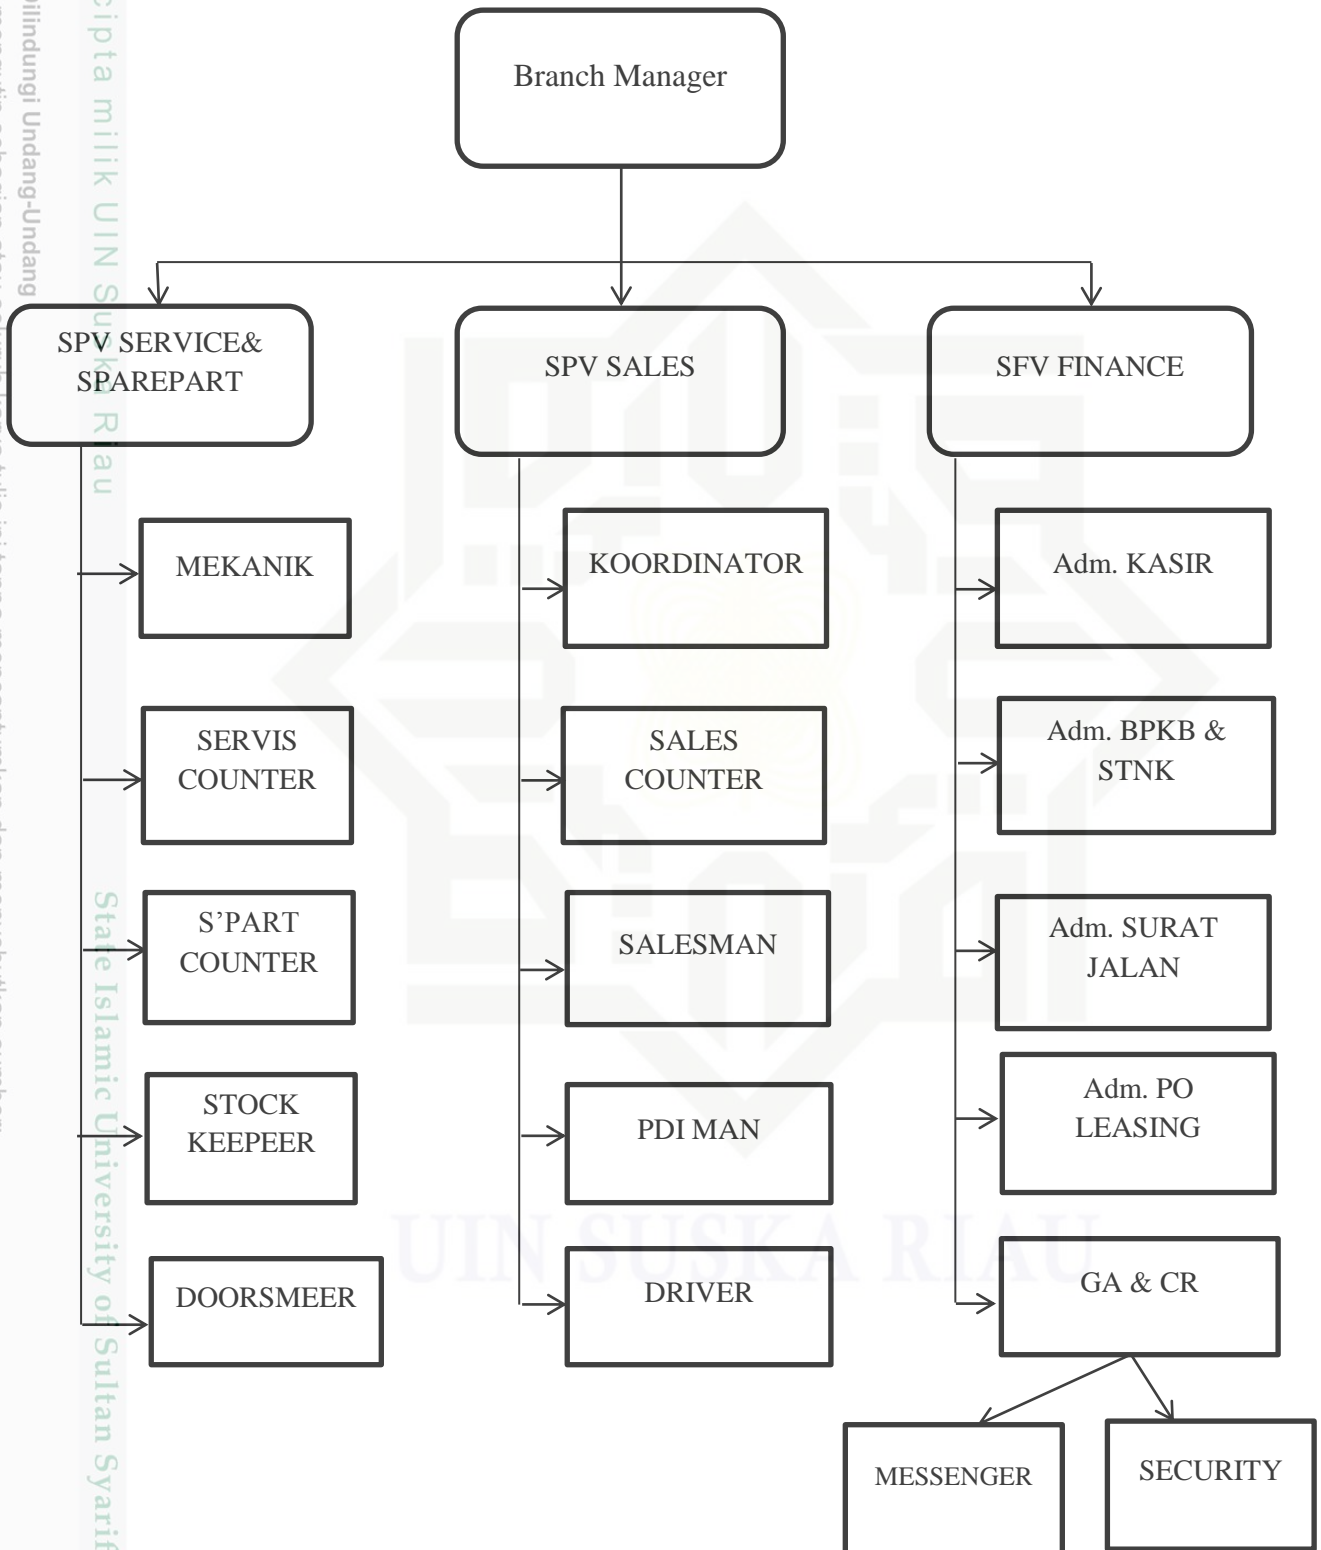 Branch Manager
SPV SERVICE&
SPAREPART
SPV SALES
SFV FINANCE
MEKANIK
KOORDINATOR
Adm. KASIR
SERVIS
COUNTER
SALES
COUNTER
Adm. BPKB &
STNK
S’PART
COUNTER
SALESMAN
Adm. SURAT
JALAN
STOCK
KEEPEER
PDI MAN
Adm. PO
LEASING
DOORSMEER
DRIVER
GA & CR
MESSENGER
SECURITY
UIN SUSKA RIAU
cipta milik UIN Suska Riau
State Islamic University of Sultan Syarif
ilindungi Undang-Undang